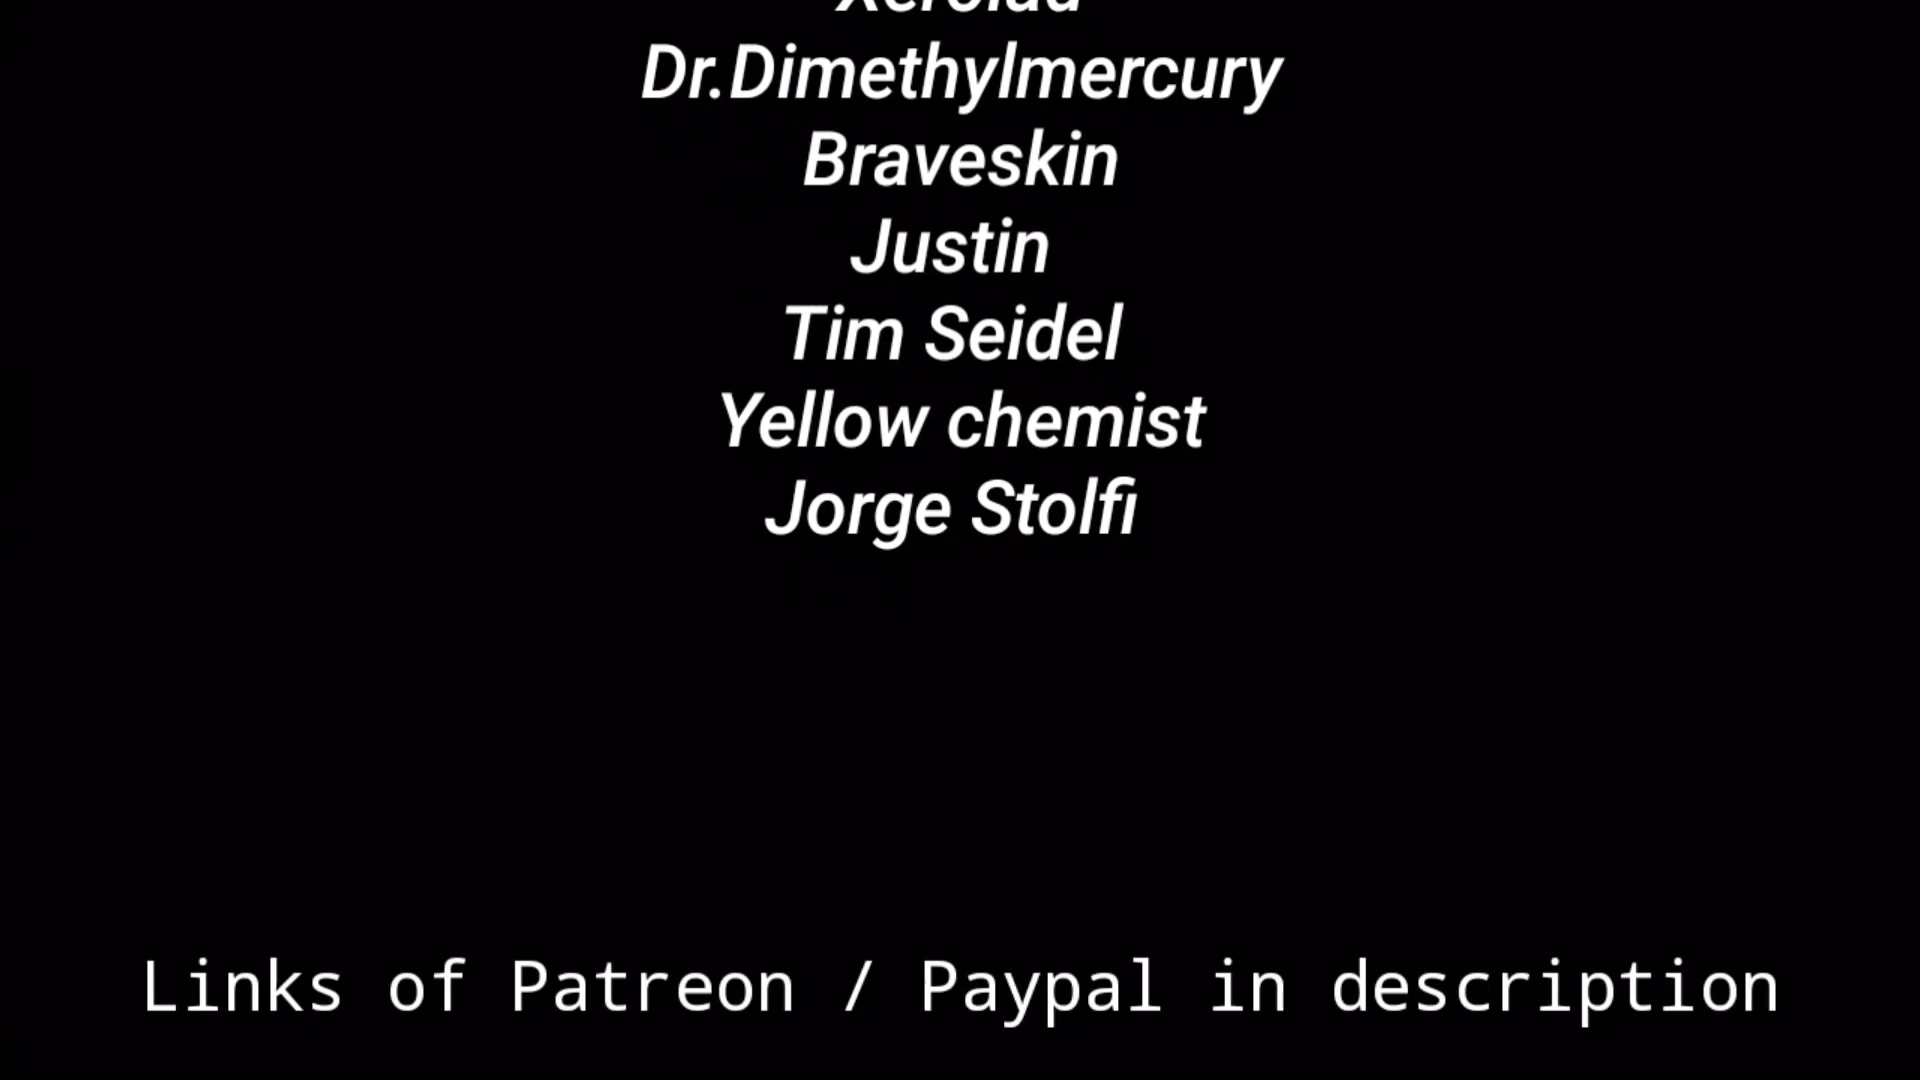 Dr.Dimethylmercury
Braveskin
Justin
Tim Seidel
Yellow chemist
Jorge Stolfi
Links of Patreon / Paypal in description